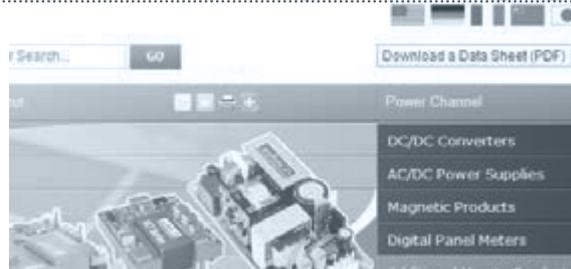 Search... GO Download a Data Sheet (PDF)
Power Channel
DC/DC Converters
AC/DC Power Supplies
Magnetic Products
Digital Panel Meters